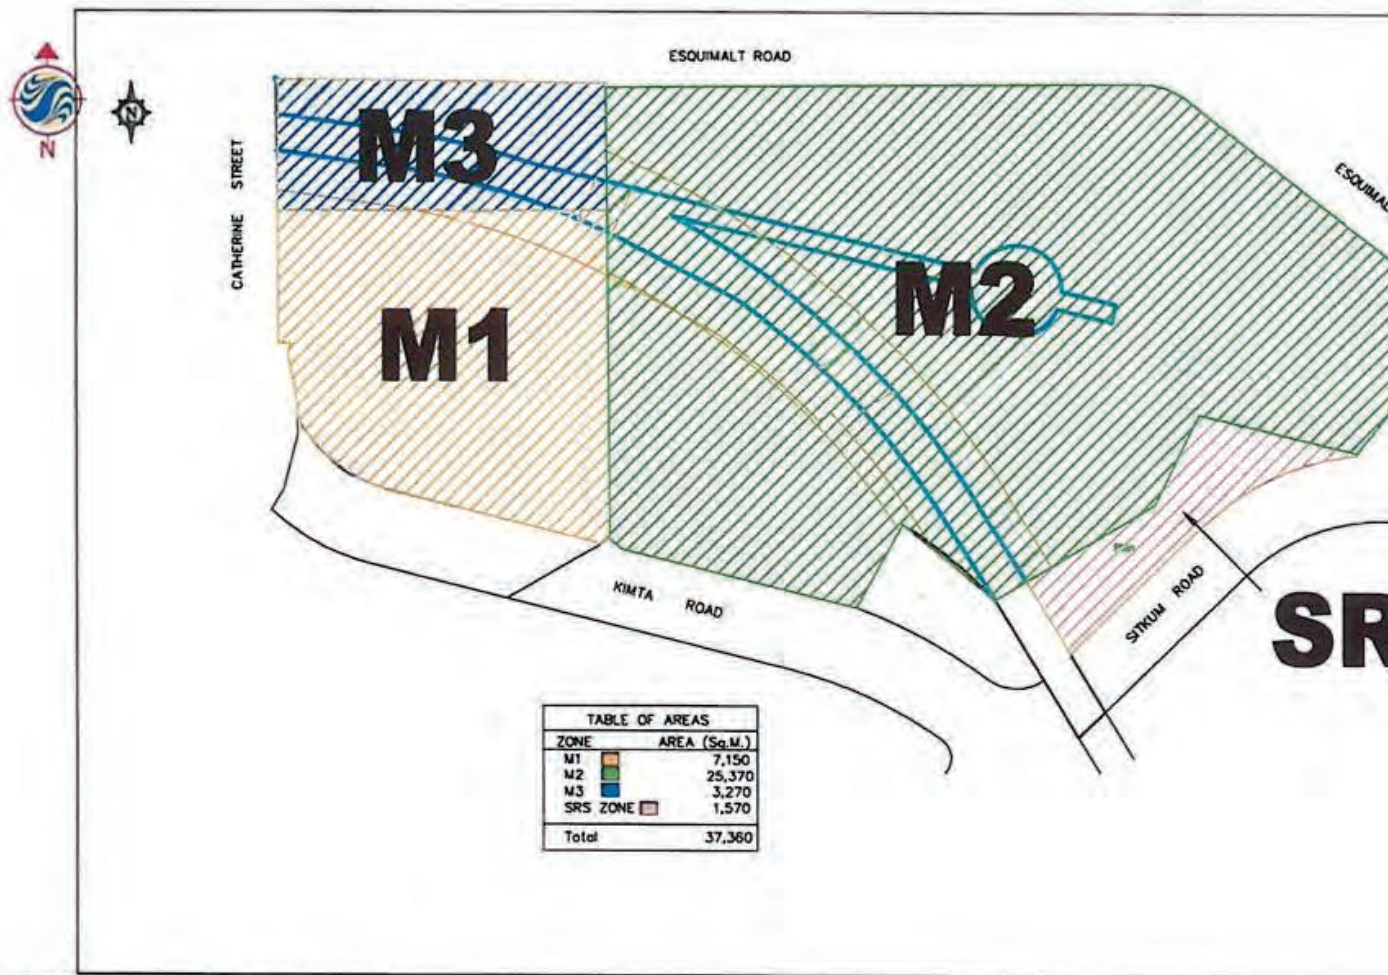 ESQUIMALT ROAD
N
N
CATHERINE STREET
M3
M1
M2
ESQUIMAL
KIMTA ROAD
SITKUM ROAD
SR
TABLE OF AREAS
ZONE AREA (Sq.M.)
M1 7,150
M2 25,370
M3 3,270
SRS ZONE 1,570
Total 37,360